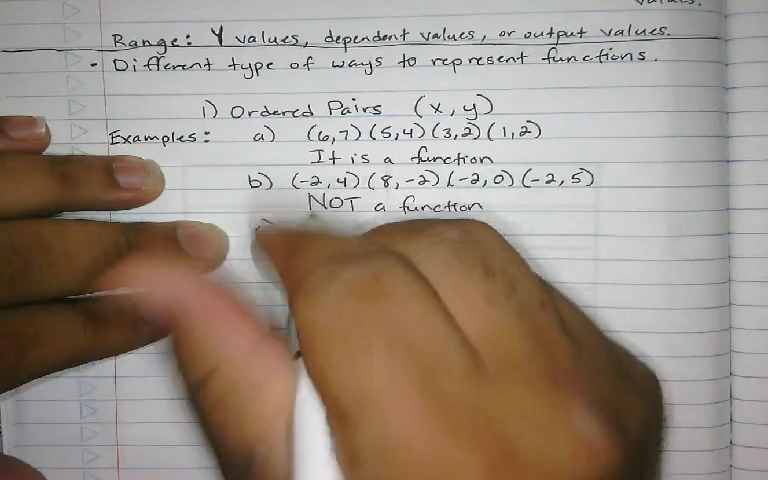 values.
Range: Y values, dependent values, or output values.
- Different type of ways to represent functions.
1) Ordered Pairs (x,y)
Examples: a) (6,7) (5,4) (3,2) (1,2)
It is a function
b) (-2,4) (8,-2) (-2,0) (-2,5)
NOT a function